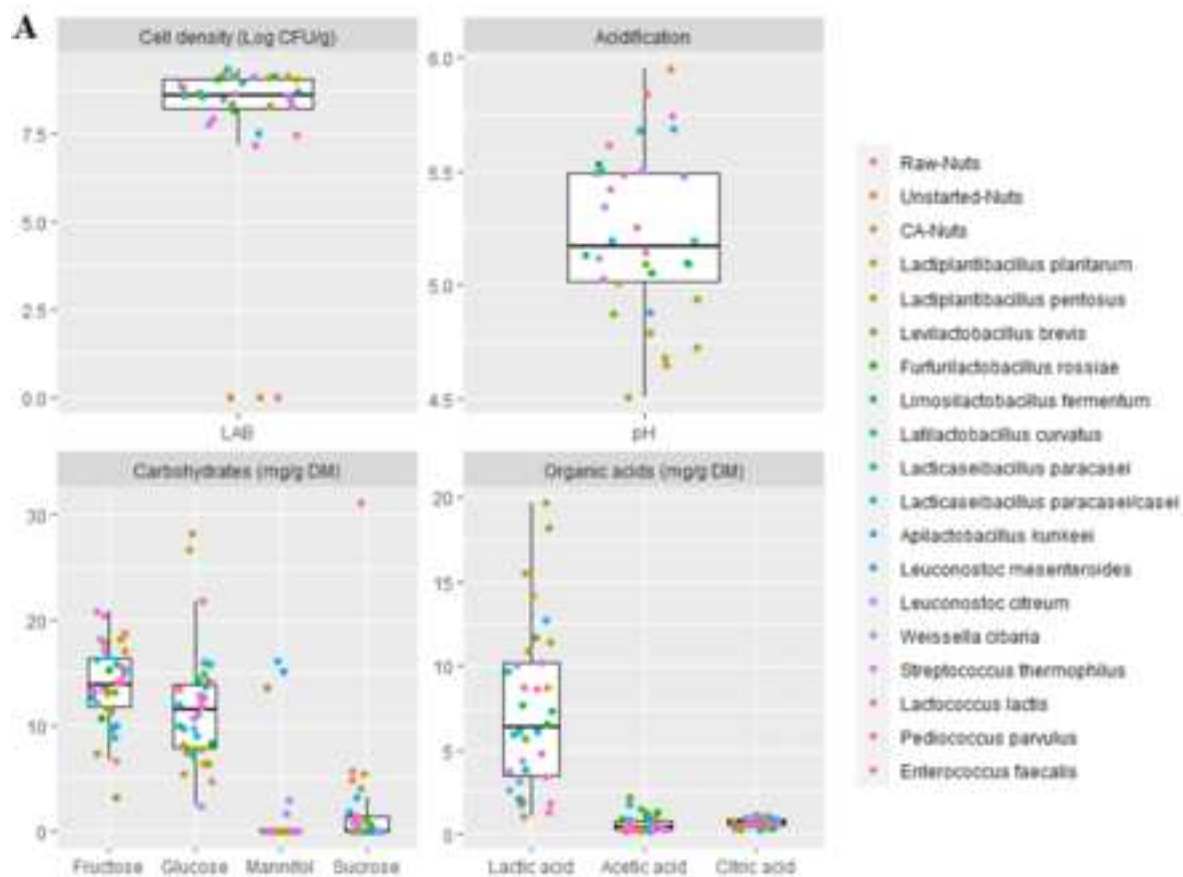 A
Cell density (Log CFU/g)
7.5
5.0
2.5
0.0
LAB
Acidification
6.0
5.5
5.0
4.5
pH
Carbohydrates (mg/g DM)
30
20
10
0
Fructose Glucose Mannitol Sucrose
Organic acids (mg/g DM)
20
15
10
5
0
Lactic acid Acetic acid Citric acid
Raw-Nuts
Unstarted-Nuts
CA-Nuts
Lactiplantibacillus plantarum
Lactiplantibacillus pentosus
Levilactobacillus brevis
Furfurilactobacillus rossiae
Limosilactobacillus fermentum
Latilactobacillus curvatus
Lacticaseibacillus paracasei
Lacticaseibacillus paracasei/casei
Apilactobacillus kunkeei
Leuconostoc mesenteroides
Leuconostoc citreum
Weissella cibaria
Streptococcus thermophilus
Lactococcus lactis
Pediococcus parvulus
Enterococcus faecalis